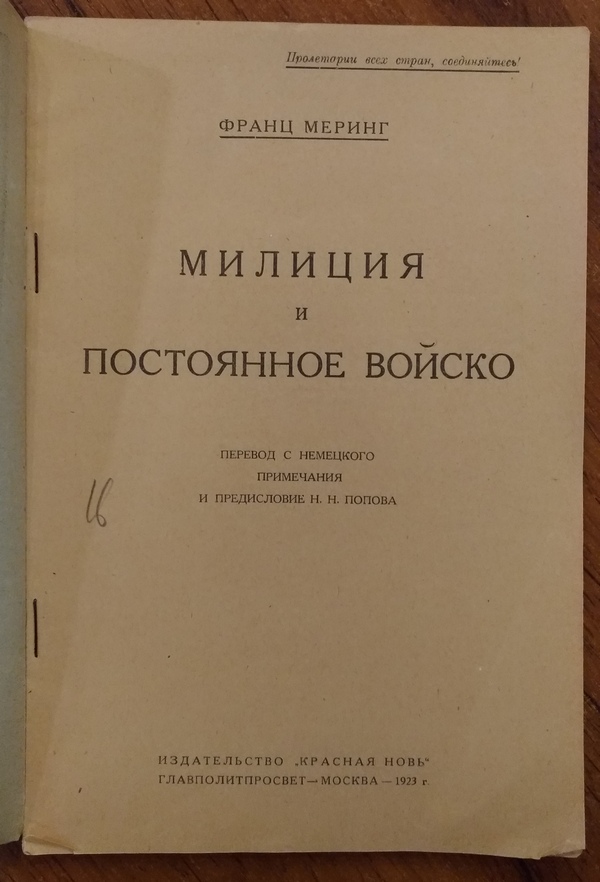 Пролетарии всех стран, соединяйтесь!
ФРАНЦ МЕРИНГ
МИЛИЦИЯ
И
ПОСТОЯННОЕ ВОЙСКО
ПЕРЕВОД С НЕМЕЦКОГО
ПРИМЕЧАНИЯ
И ПРЕДИСЛОВИЕ Н. Н. ПОПОВА
16
ИЗДАТЕЛЬСТВО „КРАСНАЯ НОВЬ“
ГЛАВПОЛИТПРОСВЕТ—МОСКВА — 1923 г.